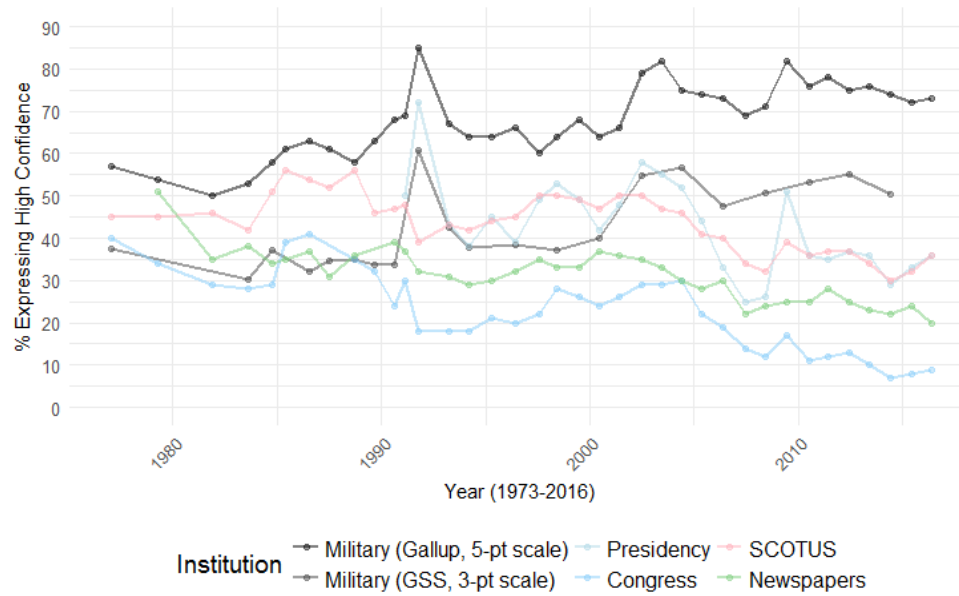 90
80
70
60
50
40
30
20
10
0
% Expressing High Confidence
1980
1990
2000
2010
Year (1973-2016)
Institution
Military (Gallup, 5-pt scale)
Presidency
SCOTUS
Military (GSS, 3-pt scale)
Congress
Newspapers